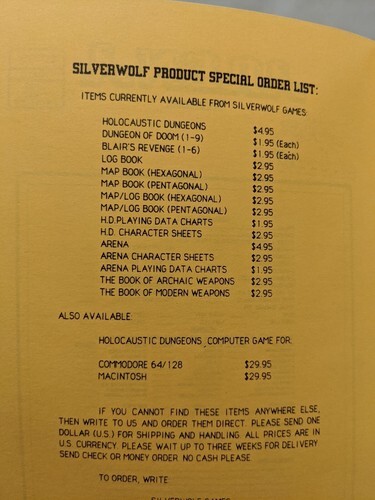 SILVERWOLF PRODUCT SPECIAL ORDER LIST:
ITEMS CURRENTLY AVAILABLE FROM SILVERWOLF GAMES:
HOLOCAUSTIC DUNGEONS $4.95
DUNGEON OF DOOM (1-9) $1.95 (Each)
BLAIR'S REVENGE (1-6) $1.95 (Each)
LOG BOOK $2.95
MAP BOOK (HEXAGONAL) $2.95
MAP BOOK (PENTAGONAL) $2.95
MAP/LOG BOOK (HEXAGONAL) $2.95
MAP/LOG BOOK (PENTAGONAL) $2.95
H.D.PLAYING DATA CHARTS $1.95
H.D. CHARACTER SHEETS $2.95
ARENA $4.95
ARENA CHARACTER SHEETS $2.95
ARENA PLAYING DATA CHARTS $1.95
THE BOOK OF ARCHAIC WEAPONS $2.95
THE BOOK OF MODERN WEAPONS $2.95
ALSO AVAILABLE:
HOLOCAUSTIC DUNGEONS COMPUTER GAME FOR:
COMMODORE 64/128 $29.95
MACINTOSH $29.95
IF YOU CANNOT FIND THESE ITEMS ANYWHERE ELSE,
THEN WRITE TO US AND ORDER THEM DIRECT. PLEASE SEND ONE
DOLLAR (U.S.) FOR SHIPPING AND HANDLING. ALL PRICES ARE IN
U.S. CURRENCY. PLEASE WAIT UP TO THREE WEEKS FOR DELIVERY.
SEND CHECK OR MONEY ORDER. NO CASH PLEASE.
TO ORDER, WRITE:
SILVERWOLF GAMES